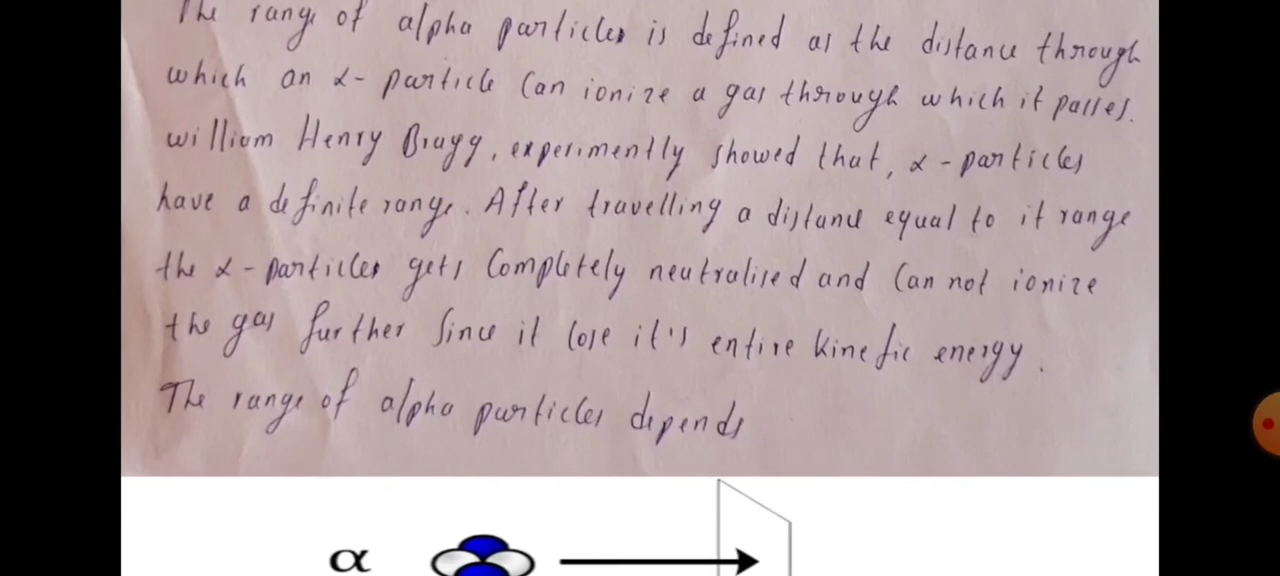 The range of alpha particles is defined as the distance through
which an α- particle can ionize a gas through which it passes.
william Henry Bragg, experimently showed that, α - particles
have a definite range. After travelling a distance equal to it range
the α - particles gets Completely neutralised and can not ionize
the gas further Since it lose it's entire kinetic energy.
The range of alpha particles depends
α